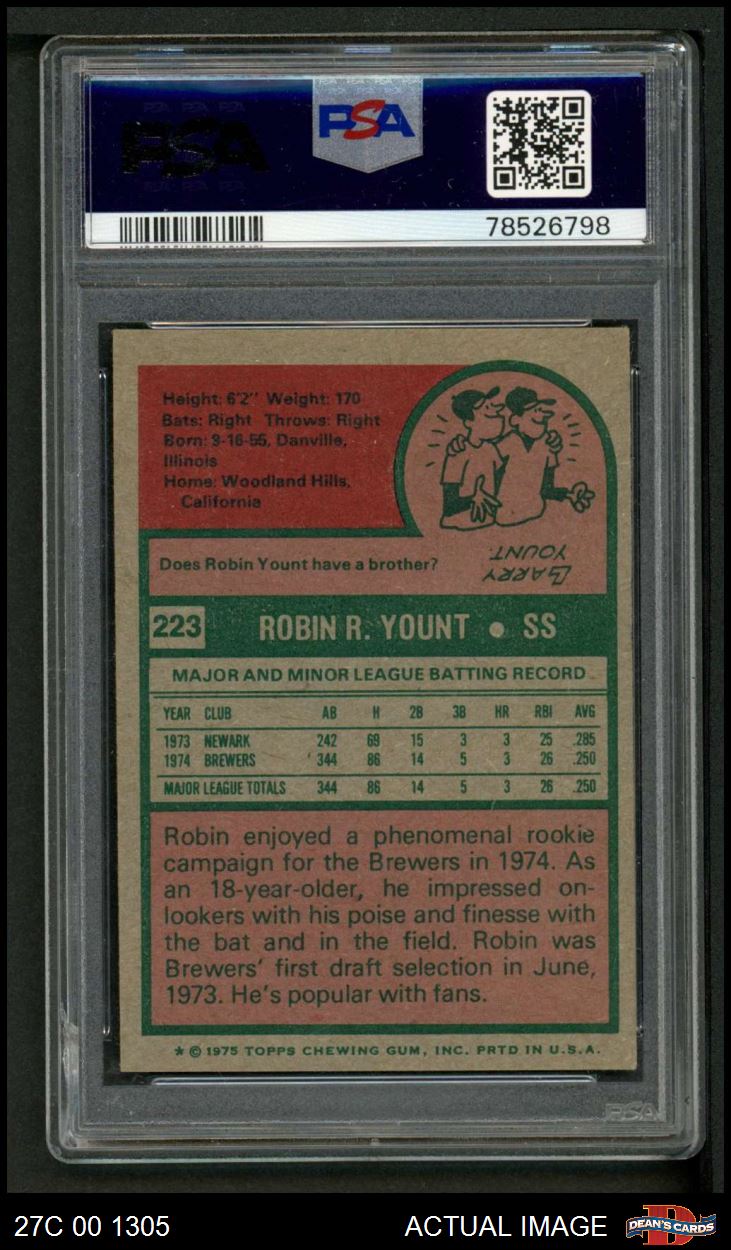 PSA
PSA
78526798
Height: 6'2" Weight: 170
Bats: Right Throws: Right
Born: 9-16-55, Danville,
Illinois
Home: Woodland Hills,
California
Does Robin Yount have a brother?
LARRY
YOUNT.
223 ROBIN R. YOUNT • SS
MAJOR AND MINOR LEAGUE BATTING RECORD
YEAR CLUB AB H 2B 3B HR RBI AVG
1973 NEWARK 242 69 15 3 3 25 .285
1974 BREWERS 344 86 14 5 3 26 .250
MAJOR LEAGUE TOTALS 344 86 14 5 3 26 .250
Robin enjoyed a phenomenal rookie
campaign for the Brewers in 1974. As
an 18-year-older, he impressed on-
lookers with his poise and finesse with
the bat and in the field. Robin was
Brewers' first draft selection in June,
1973. He's popular with fans.
* © 1975 TOPPS CHEWING GUM, INC. PRTD IN U.S.A.
PSA
27C 00 1305 ACTUAL IMAGE DEAN'S CARDS